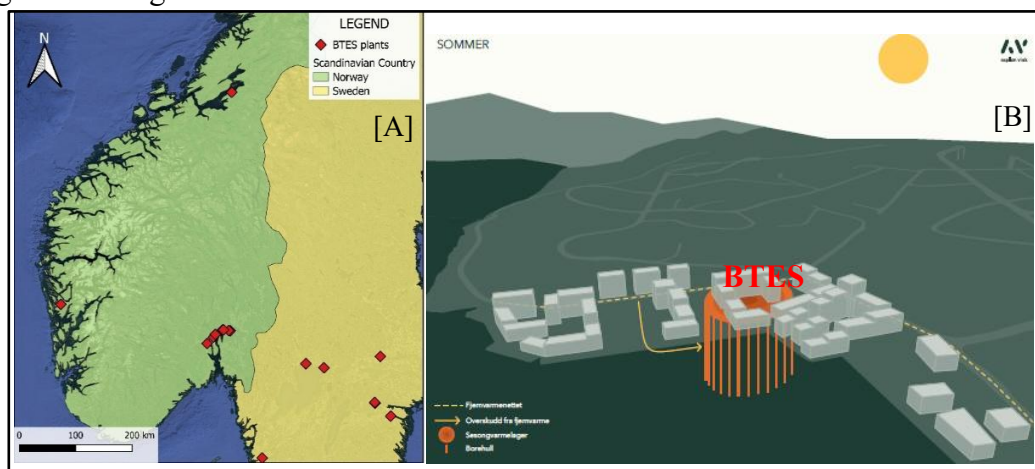 LEGEND
BTES plants
Scandinavian Country
Norway
Sweden
N
[A]
0 100 200 km
SOMMER
AV
[B]
BTES
Fjernvarmenettet
Overskudd fra fjernvarme
Sesongvarmelager
Borehull